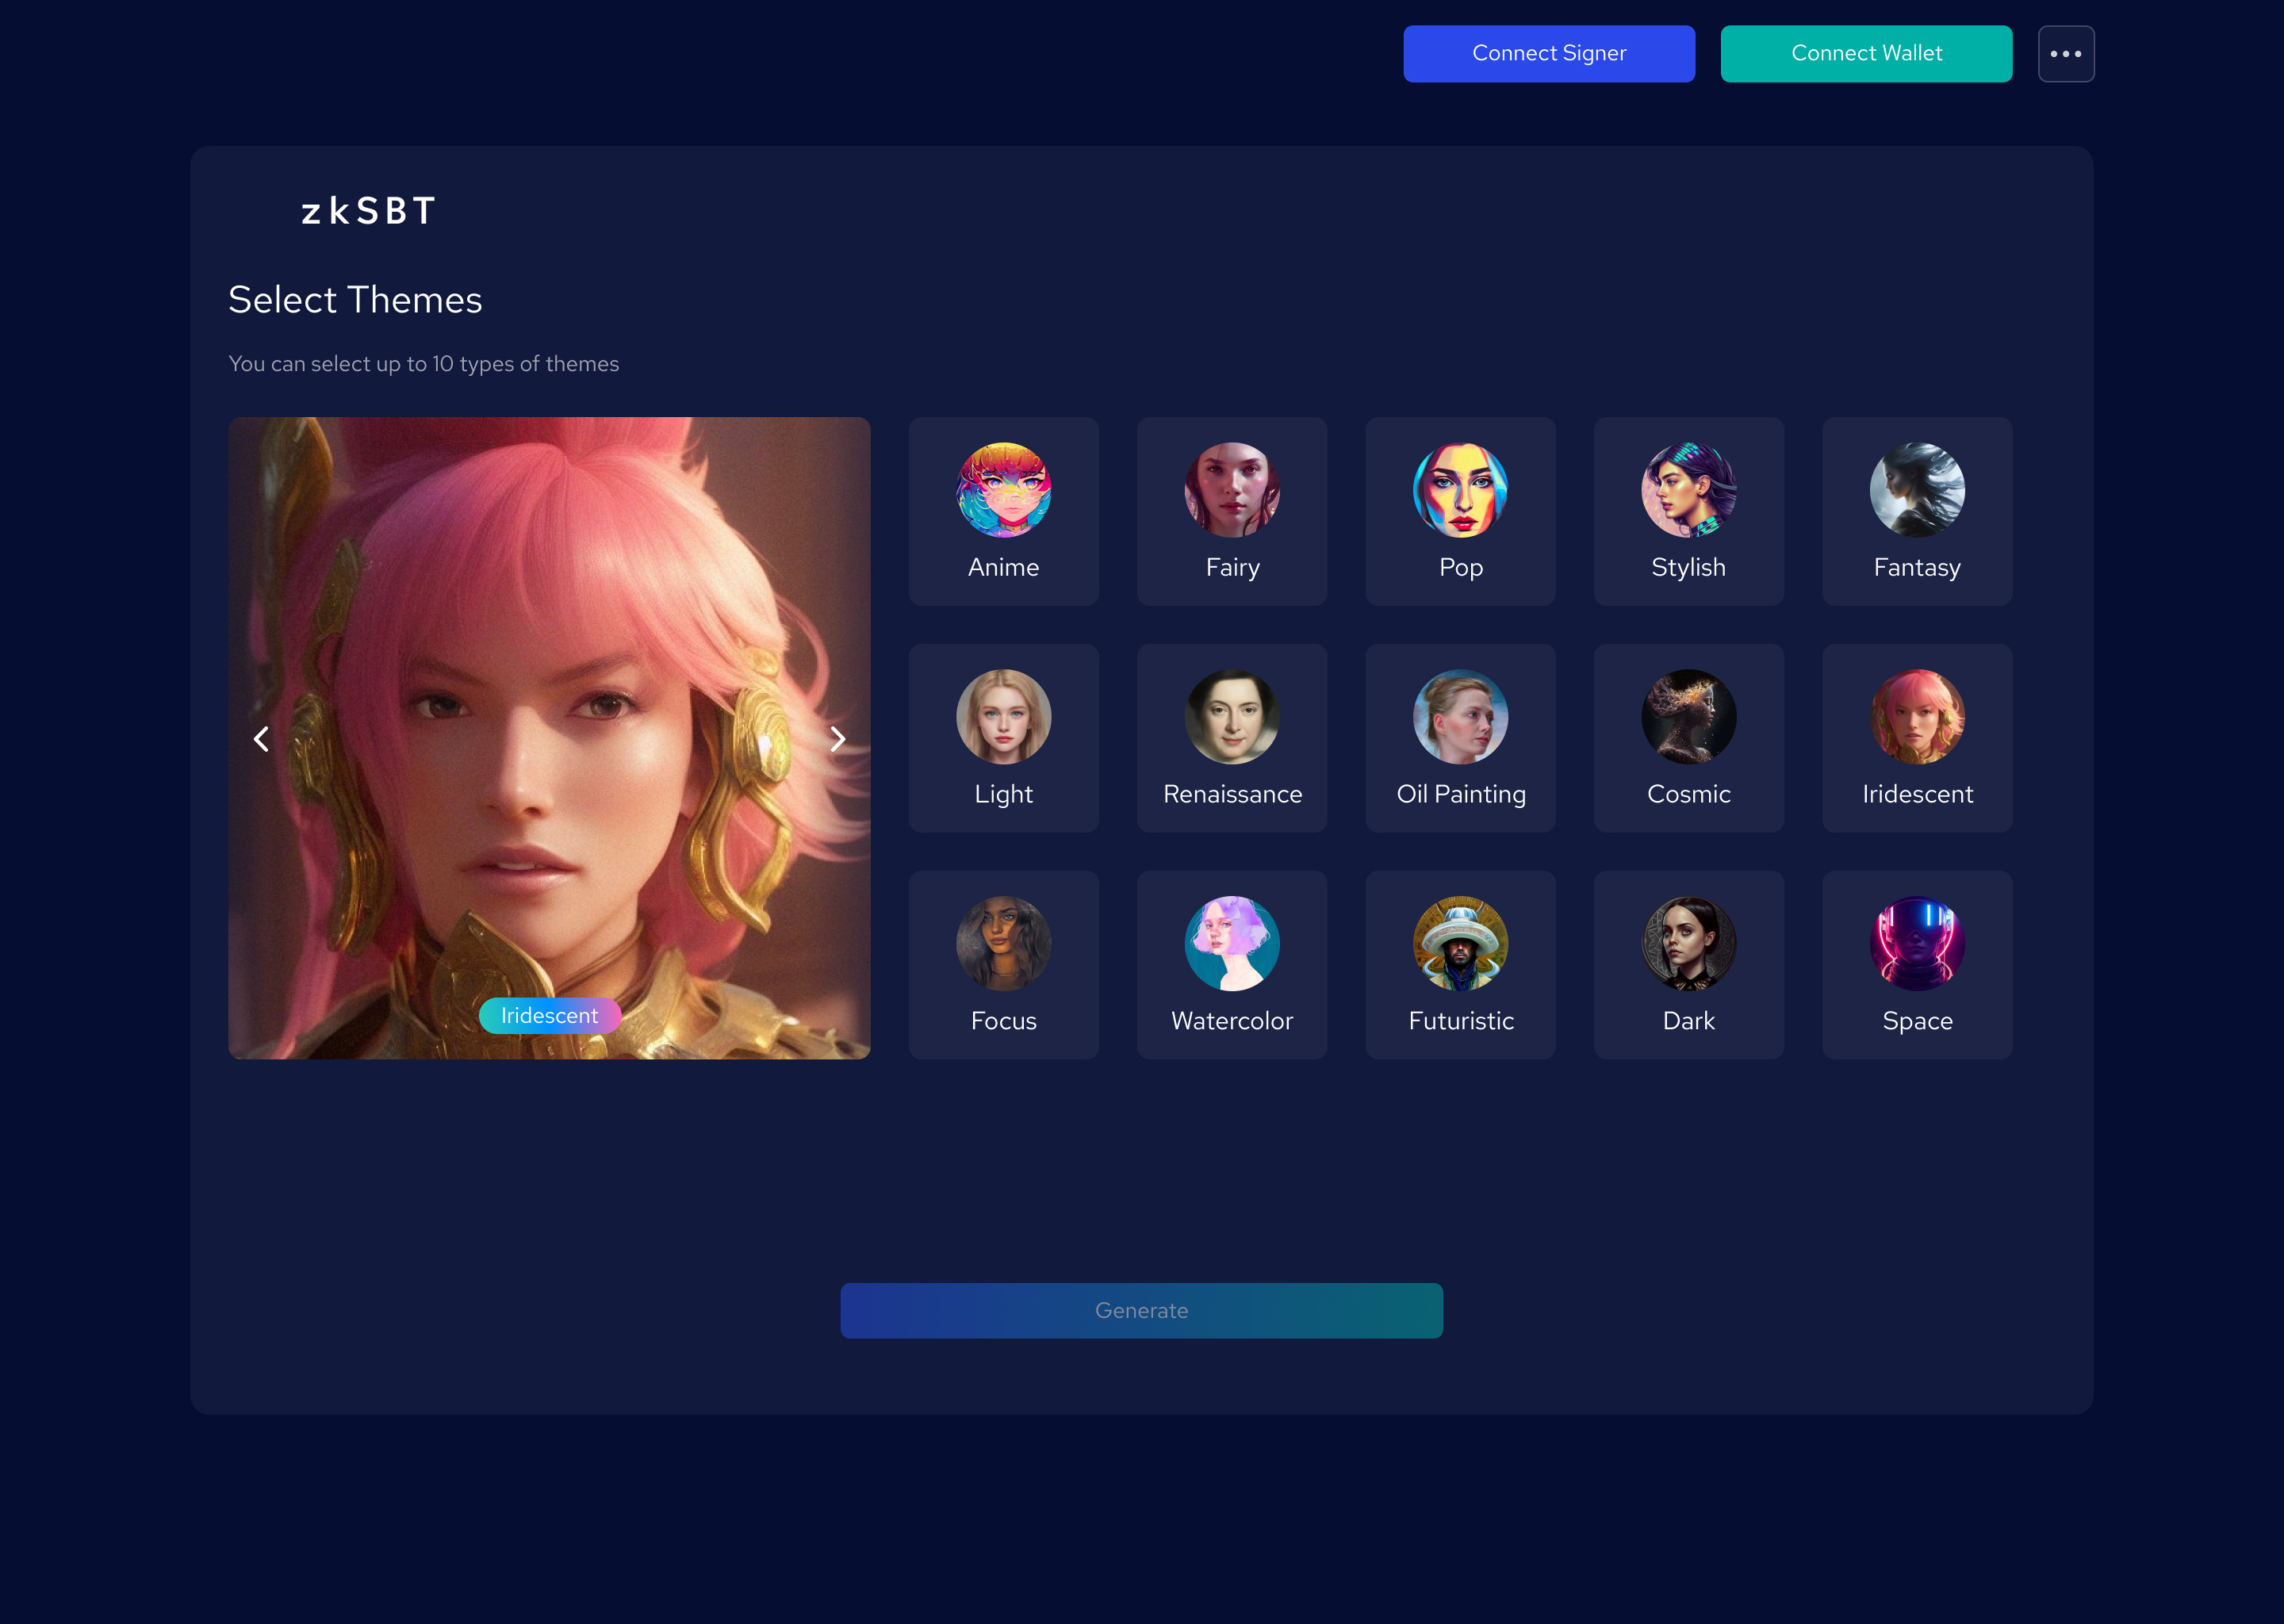 Connect Signer
Connect Wallet
zkSBT
Select Themes
You can select up to 10 types of themes
Anime
Fairy
Pop
Stylish
Fantasy
Light
Renaissance
Oil Painting
Cosmic
Iridescent
Focus
Watercolor
Futuristic
Dark
Space
Iridescent
Generate